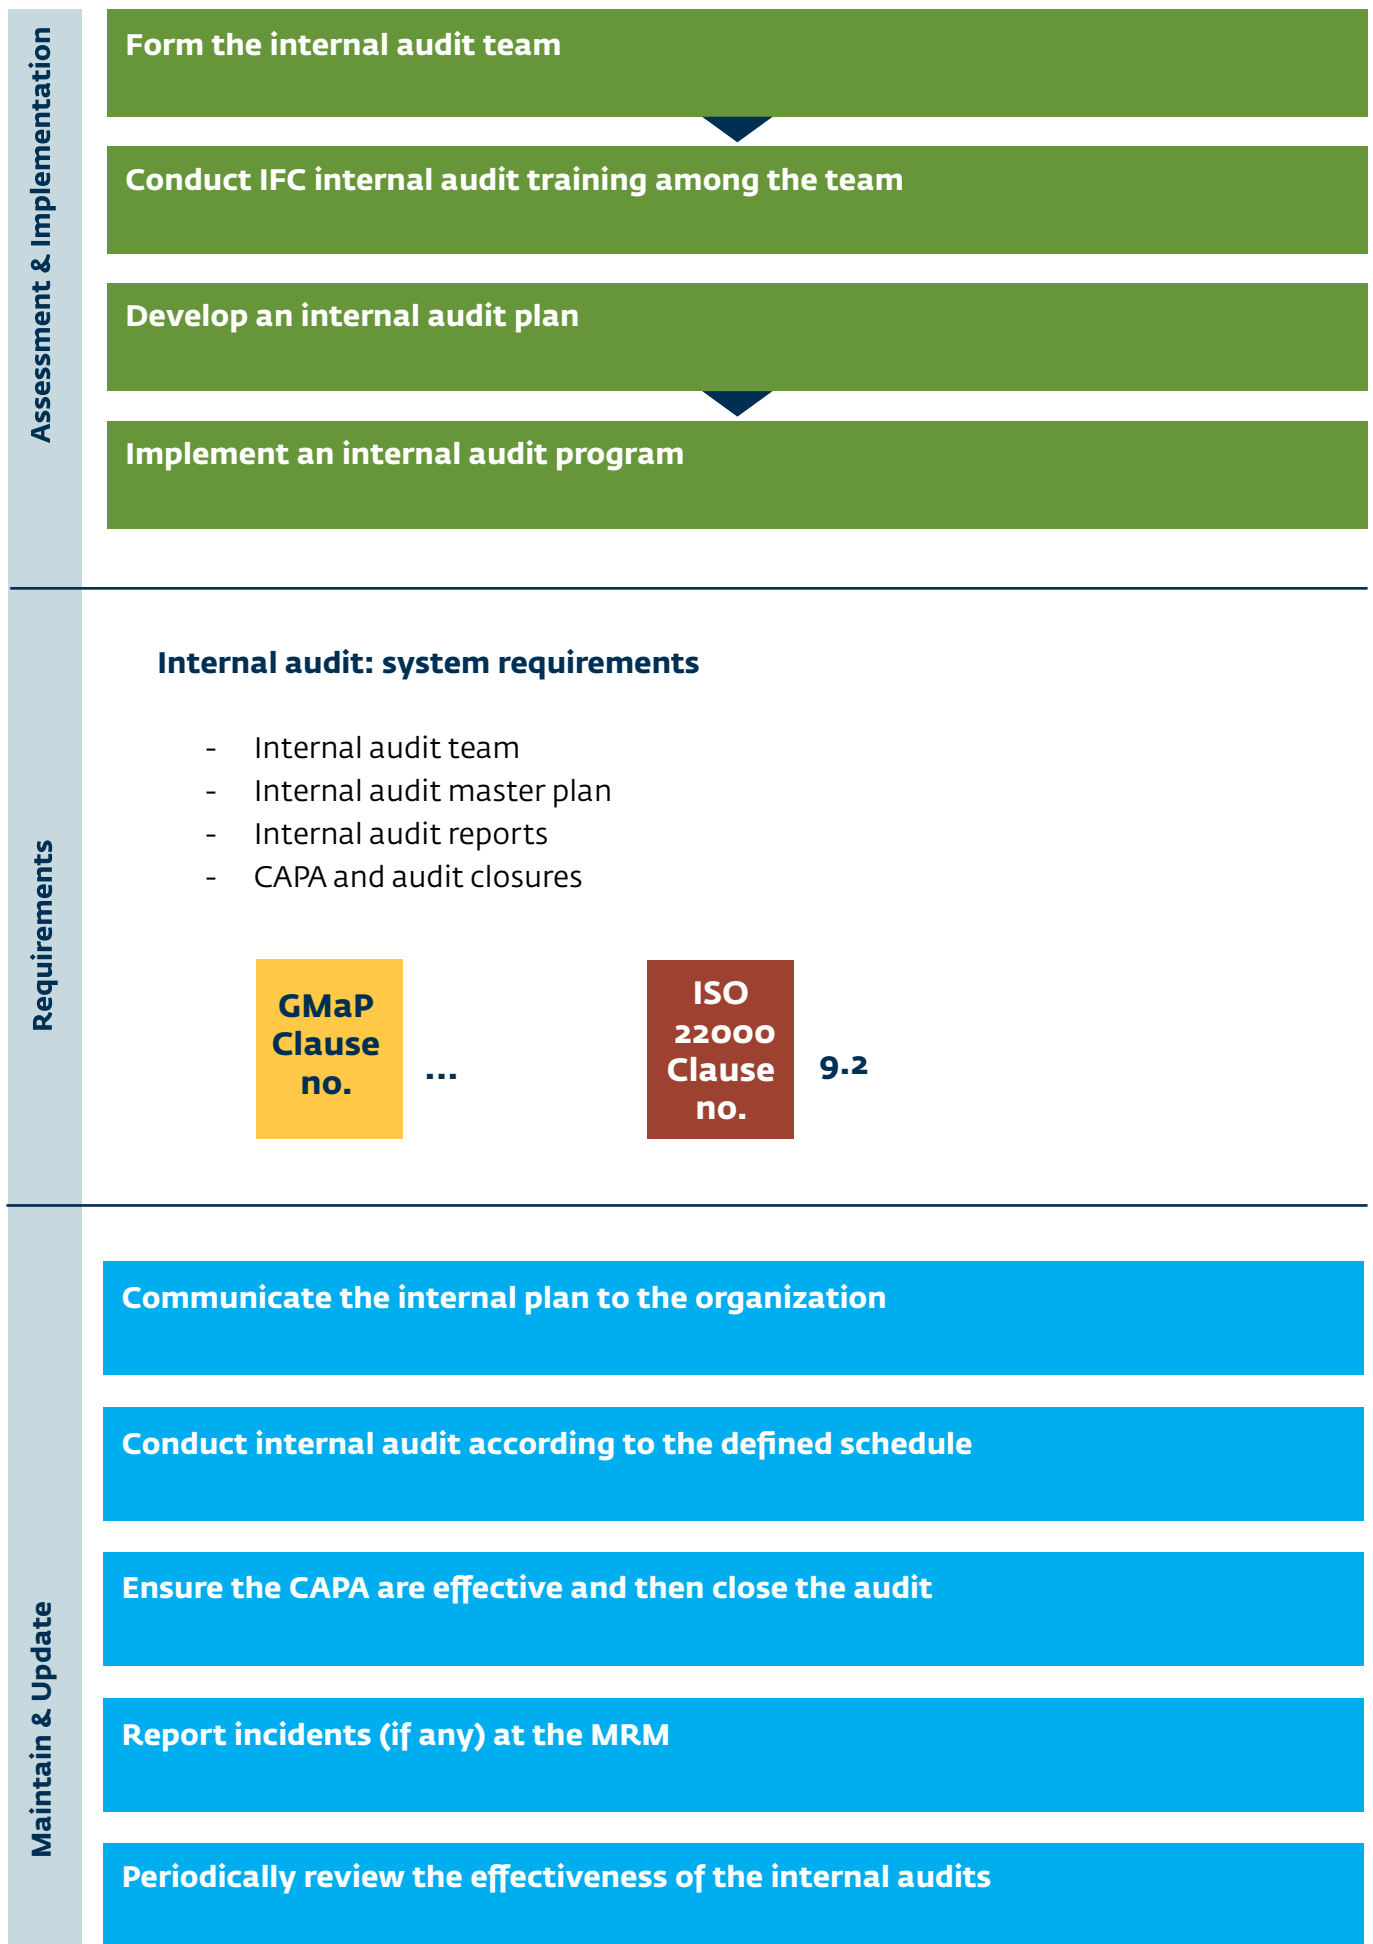 Assessment & Implementation
Form the internal audit team
Conduct IFC internal audit training among the team
Develop an internal audit plan
Implement an internal audit program
Requirements
Internal audit: system requirements
- Internal audit team
- Internal audit master plan
- Internal audit reports
- CAPA and audit closures
GMaP
Clause
no.
...
ISO
22000
Clause
no.
9.2
Maintain & Update
Communicate the internal plan to the organization
Conduct internal audit according to the defined schedule
Ensure the CAPA are effective and then close the audit
Report incidents (if any) at the MRM
Periodically review the effectiveness of the internal audits